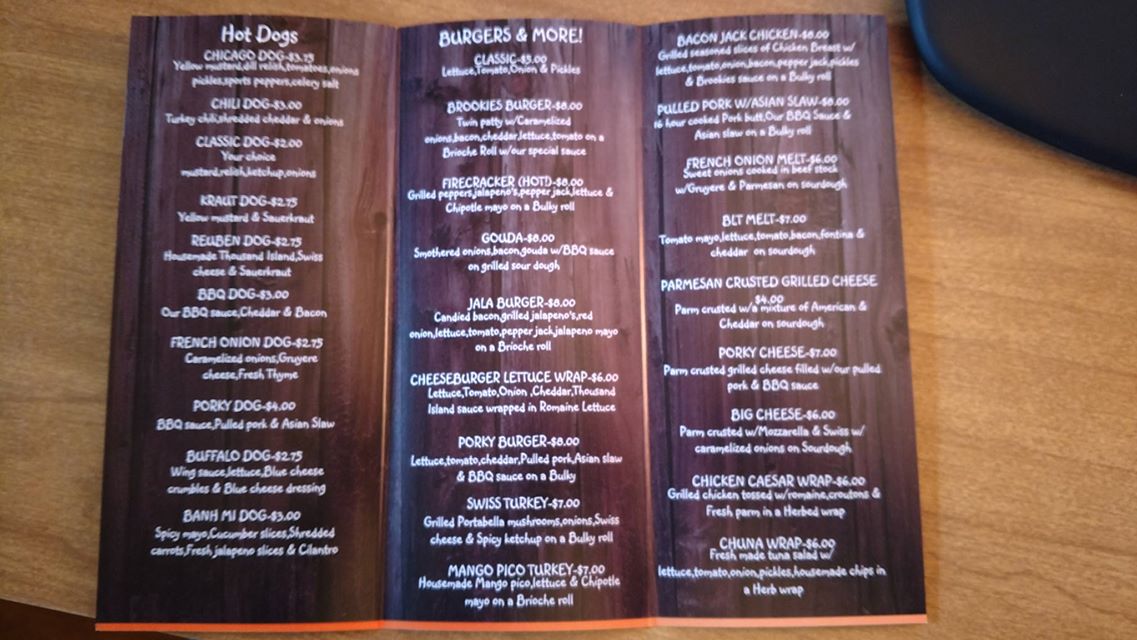 Hot Dogs
CHICAGO DOG-$3.75
Yellow mustard,dill relish,tomatoes,onions
pickles,sports peppers,celery salt
CHILI DOG-$3.00
Turkey chili,shredded cheddar & onions
CLASSIC DOG-$2.00
Your choice
mustard,relish,ketchup,onions
KRAUT DOG-$2.75
Yellow mustard & Sauerkraut
REUBEN DOG-$2.75
Housemade Thousand Island,Swiss
cheese & Sauerkraut
BBQ DOG-$3.00
Our BBQ sauce,Cheddar & Bacon
FRENCH ONION DOG-$2.75
Caramelized onions,Gruyere
cheese,Fresh Thyme
PORKY DOG-$4.00
BBQ sauce,Pulled pork & Asian Slaw
BUFFALO DOG-$2.75
Wing sauce,lettuce,Blue cheese
crumbles & Blue cheese dressing
BANH MI DOG-$3.00
Spicy mayo,Cucumber slices,Shredded
carrots,Fresh jalapeno slices & Cilantro
BURGERS & MORE!
CLASSIC-$5.00
Lettuce,Tomato,Onion & Pickles
BROOKIES BURGER-$8.00
Twin patty w/Caramelized
onions,bacon,cheddar,lettuce,tomato on a
Brioche Roll w/our special sauce
FIRECRACKER (HOT!)-$8.00
Grilled peppers,jalapeno's,pepper jack,lettuce &
Chipotle mayo on a Bulky roll
GOUDA-$8.00
Smothered onions,bacon,gouda w/BBQ sauce
on grilled sour dough
JALA BURGER-$8.00
Candied bacon,grilled jalapeno's,red
onion,lettuce,tomato,pepper jack,jalapeno mayo
on a Brioche roll
CHEESEBURGER LETTUCE WRAP-$6.00
Lettuce,Tomato,Onion ,Cheddar,Thousand
Island sauce wrapped in Romaine Lettuce
PORKY BURGER-$8.00
Lettuce,tomato,cheddar,Pulled pork,Asian slaw
& BBQ sauce on a Bulky
SWISS TURKEY-$7.00
Grilled Portabella mushrooms,onions,Swiss
cheese & Spicy ketchup on a Bulky roll
MANGO PICO TURKEY-$7.00
Housemade Mango pico,lettuce & Chipotle
mayo on a Brioche roll
BACON JACK CHICKEN-$8.00
Grilled seasoned slices of Chicken Breast w/
lettuce,tomato,onion,bacon,pepper jack,pickles
& Brookies sauce on a Bulky roll
PULLED PORK W/ASIAN SLAW-$8.00
16 hour cooked Pork butt,Our BBQ Sauce &
Asian slaw on a Bulky roll
FRENCH ONION MELT-$6.00
Sweet onions cooked in beef stock
w/Gruyere & Parmesan on sourdough
BLT MELT-$7.00
Tomato mayo,lettuce,tomato,bacon,fontina &
cheddar on sourdough
PARMESAN CRUSTED GRILLED CHEESE
$4.00
Parm crusted w/a mixture of American &
Cheddar on sourdough
PORKY CHEESE-$7.00
Parm crusted grilled cheese filled w/our pulled
pork & BBQ sauce
BIG CHEESE-$6.00
Parm crusted w/Mozzarella & Swiss w/
caramelized onions on Sourdough
CHICKEN CAESAR WRAP-$6.00
Grilled chicken tossed w/romaine,croutons &
Fresh parm in a Herbed wrap
CHUNA WRAP-$6.00
Fresh made tuna salad w/
lettuce,tomato,onion,pickles,housemade chips in
a Herb wrap